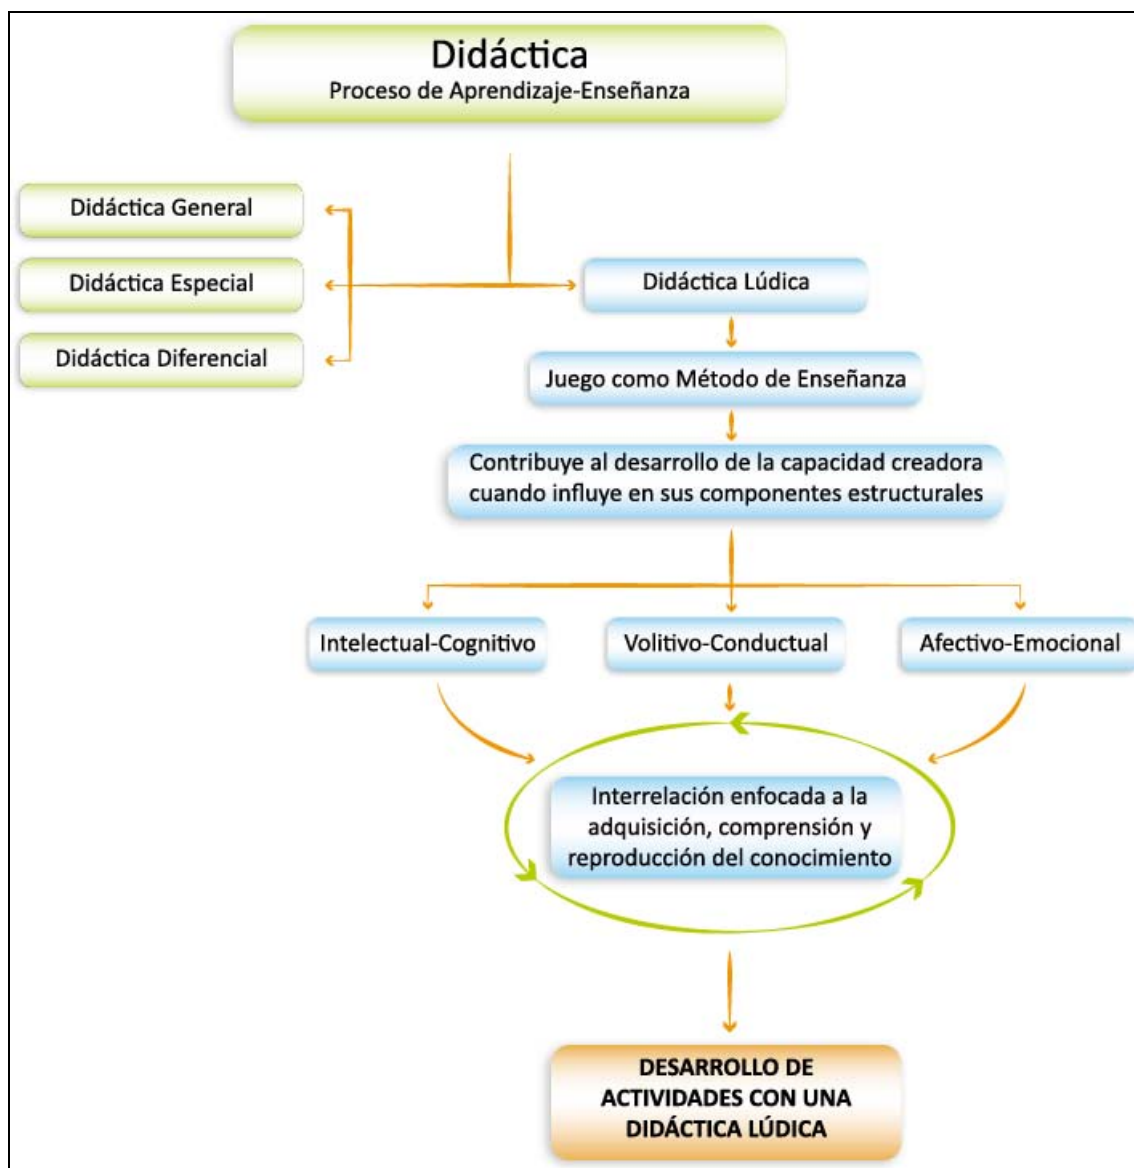 Didáctica
Proceso de Aprendizaje-Enseñanza
Didáctica General
Didáctica Especial
Didáctica Diferencial
Didáctica Lúdica
Juego como Método de Enseñanza
Contribuye al desarrollo de la capacidad creadora
cuando influye en sus componentes estructurales
Intelectual-Cognitivo
Volitivo-Conductual
Afectivo-Emocional
Interrelación enfocada a la
adquisición, comprensión y
reproducción del conocimiento
DESARROLLO DE
ACTIVIDADES CON UNA
DIDÁCTICA LÚDICA